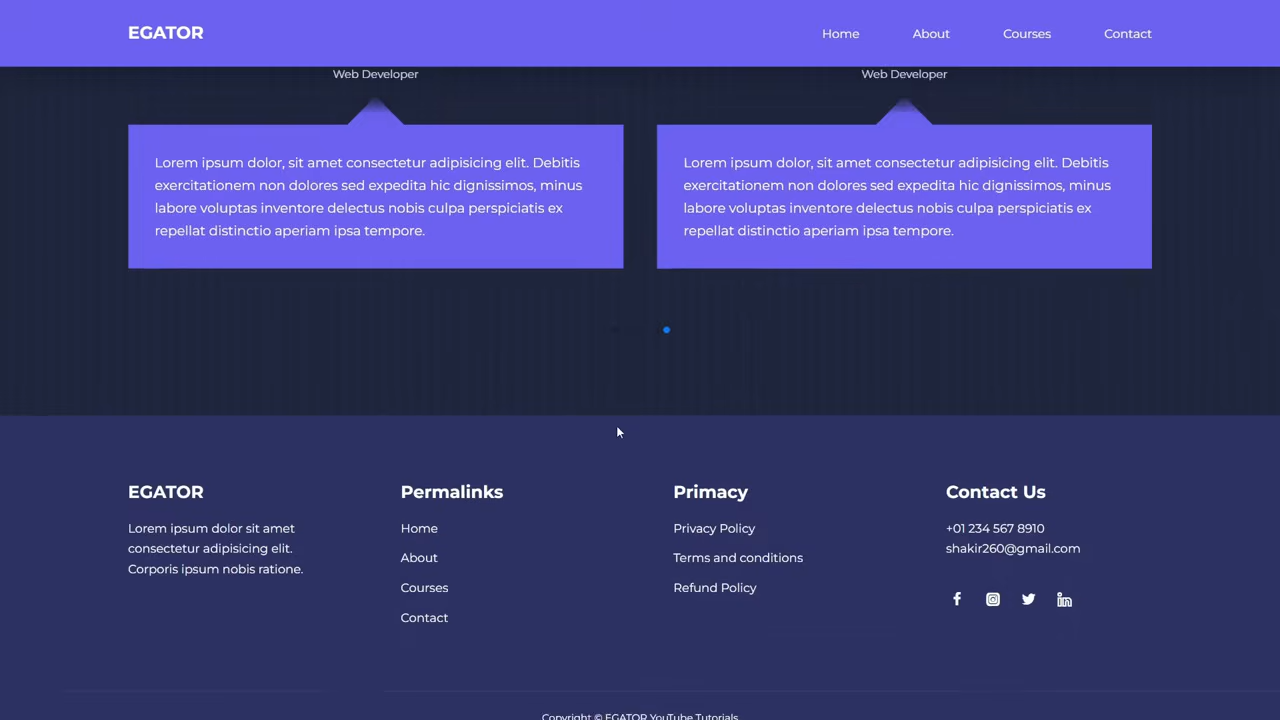 EGATOR
Home
About
Courses
Contact
Web Developer
Web Developer
Lorem ipsum dolor, sit amet consectetur adipisicing elit. Debitis
exercitationem non dolores sed expedita hic dignissimos, minus
labore voluptas inventore delectus nobis culpa perspiciatis ex
repellat distinctio aperiam ipsa tempore.
Lorem ipsum dolor, sit amet consectetur adipisicing elit. Debitis
exercitationem non dolores sed expedita hic dignissimos, minus
labore voluptas inventore delectus nobis culpa perspiciatis ex
repellat distinctio aperiam ipsa tempore.
EGATOR
Lorem ipsum dolor sit amet
consectetur adipisicing elit.
Corporis ipsum nobis ratione.
Permalinks
Home
About
Courses
Contact
Primacy
Privacy Policy
Terms and conditions
Refund Policy
Contact Us
+01 234 567 8910
shakir260@gmail.com
Copyright © EGATOR YouTube Tutorials